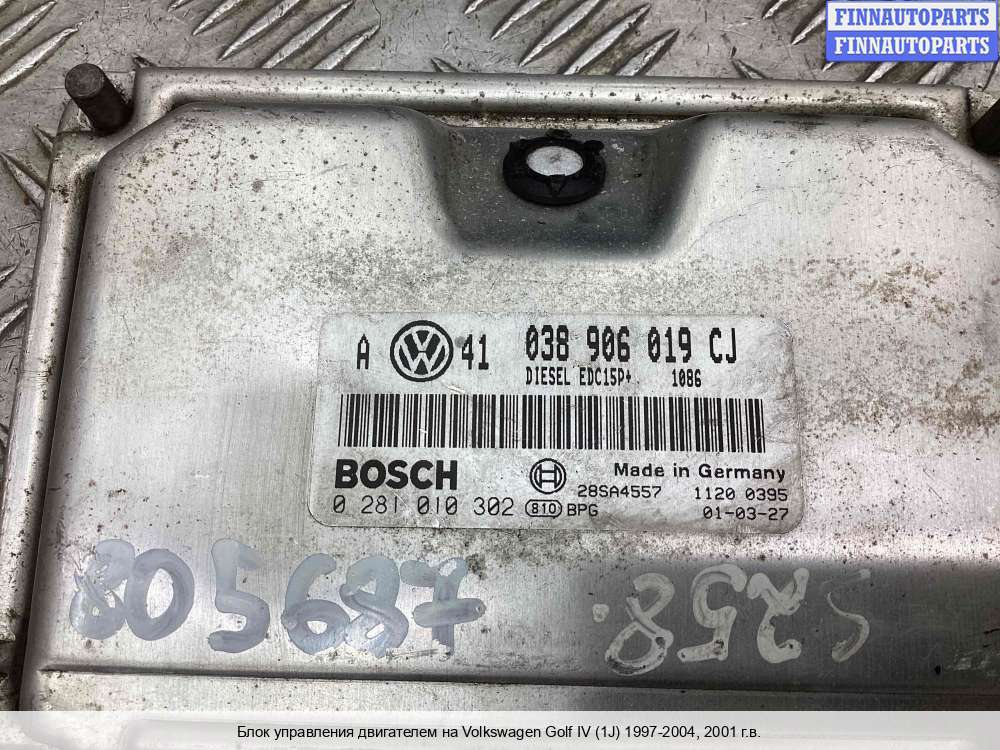 FINNAUTOPARTS
FINNAUTOPARTS
A VW 41 038 906 019 CJ
DIESEL EDC15P+ 1086
BOSCH Made in Germany
28SA4557 1120 0395
0 281 010 302 810 BPG 01-03-27
805687 258.
Блок управления двигателем на Volkswagen Golf IV (1J) 1997-2004, 2001 г.в.